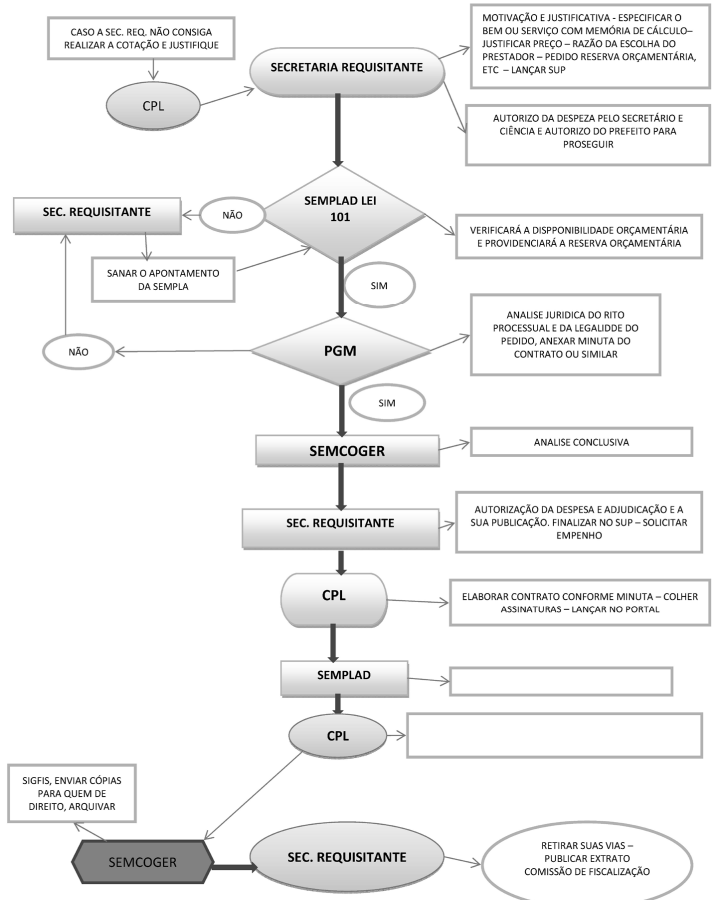 CASO A SEC. REQ. NÃO CONSIGA
REALIZAR A COTAÇÃO E JUSTIFIQUE
CPL
SECRETARIA REQUISITANTE
MOTIVAÇÃO E JUSTIFICATIVA - ESPECIFICAR O
BEM OU SERVIÇO COM MEMÓRIA DE CÁLCULO–
JUSTIFICAR PREÇO – RAZÃO DA ESCOLHA DO
PRESTADOR – PEDIDO RESERVA ORÇAMENTÁRIA,
ETC – LANÇAR SUP
AUTORIZO DA DESPEZA PELO SECRETÁRIO E
CIÊNCIA E AUTORIZO DO PREFEITO PARA
PROSEGUIR
SEMPLAD LEI
101
NÃO
SEC. REQUISITANTE
SANAR O APONTAMENTO
DA SEMPLA
VERIFICARÁ A DISPPONIBILIDADE ORÇAMENTÁRIA
E PROVIDENCIARÁ A RESERVA ORÇAMENTÁRIA
SIM
PGM
NÃO
ANALISE JURIDICA DO RITO
PROCESSUAL E DA LEGALIDDE DO
PEDIDO, ANEXAR MINUTA DO
CONTRATO OU SIMILAR
SIM
SEMCOGER
ANALISE CONCLUSIVA
SEC. REQUISITANTE
AUTORIZAÇÃO DA DESPESA E ADJUDICAÇÃO E A
SUA PUBLICAÇÃO. FINALIZAR NO SUP – SOLICITAR
EMPENHO
CPL
ELABORAR CONTRATO CONFORME MINUTA – COLHER
ASSINATURAS – LANÇAR NO PORTAL
SEMPLAD
CPL
SIGFIS, ENVIAR CÓPIAS
PARA QUEM DE
DIREITO, ARQUIVAR
SEMCOGER
SEC. REQUISITANTE
RETIRAR SUAS VIAS –
PUBLICAR EXTRATO
COMISSÃO DE FISCALIZAÇÃO